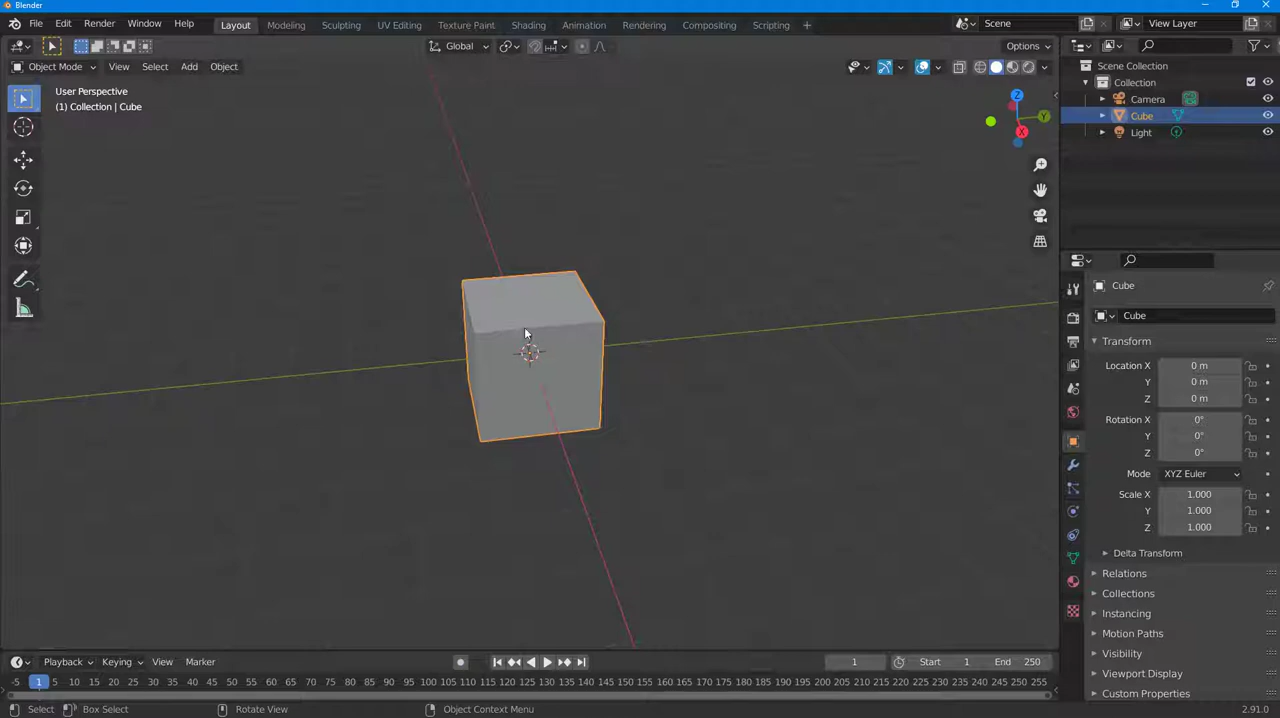 Blender
File Edit Render Window Help Layout Modeling Sculpting UV Editing Texture Paint Shading Animation Rendering Compositing Scripting + Scene View Layer
Global Options
Object Mode View Select Add Object
User Perspective
(1) Collection | Cube
Z
Y
X
Scene Collection
Collection
Camera
Cube
Light
Cube
Cube
Transform
Location X 0 m
Y 0 m
Z 0 m
Rotation X 0°
Y 0°
Z 0°
Mode XYZ Euler
Scale X 1.000
Y 1.000
Z 1.000
Delta Transform
Relations
Collections
Instancing
Motion Paths
Visibility
Viewport Display
Custom Properties
Playback Keying View Marker 1 Start 1 End 250
-5 1 5 10 15 20 25 30 35 40 45 50 55 60 65 70 75 80 85 90 95 100 105 110 115 120 125 130 135 140 145 150 155 160 165 170 175 180 185 190 195 200 205 210 215 220 225 230 235 240 245 250 255
Select Box Select Rotate View Object Context Menu 2.91.0